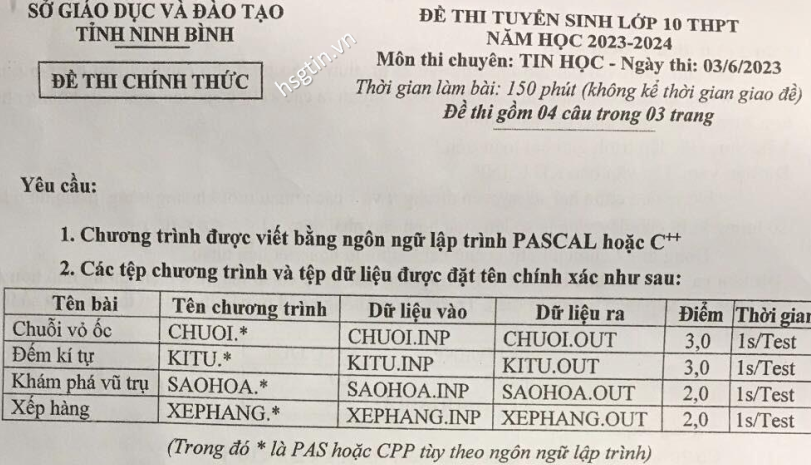 SỞ GIÁO DỤC VÀ ĐÀO TẠO
TỈNH NINH BÌNH
ĐỀ THI CHÍNH THỨC
hsgtin.vn
ĐỀ THI TUYỂN SINH LỚP 10 THPT
NĂM HỌC 2023-2024
Môn thi chuyên: TIN HỌC - Ngày thi: 03/6/2023
Thời gian làm bài: 150 phút (không kể thời gian giao đề)
Đề thi gồm 04 câu trong 03 trang
Yêu cầu:
1. Chương trình được viết bằng ngôn ngữ lập trình PASCAL hoặc C++
2. Các tệp chương trình và tệp dữ liệu được đặt tên chính xác như sau:
Tên bài Tên chương trình Dữ liệu vào Dữ liệu ra Điểm Thời gian
Chuỗi vỏ ốc CHUOI.* CHUOI.INP CHUOI.OUT 3,0 1s/Test
Đếm kí tự KITU.* KITU.INP KITU.OUT 3,0 1s/Test
Khám phá vũ trụ SAOHOA.* SAOHOA.INP SAOHOA.OUT 2,0 1s/Test
Xếp hàng XEPHANG.* XEPHANG.INP XEPHANG.OUT 2,0 1s/Test
(Trong đó * là PAS hoặc CPP tùy theo ngôn ngữ lập trình)